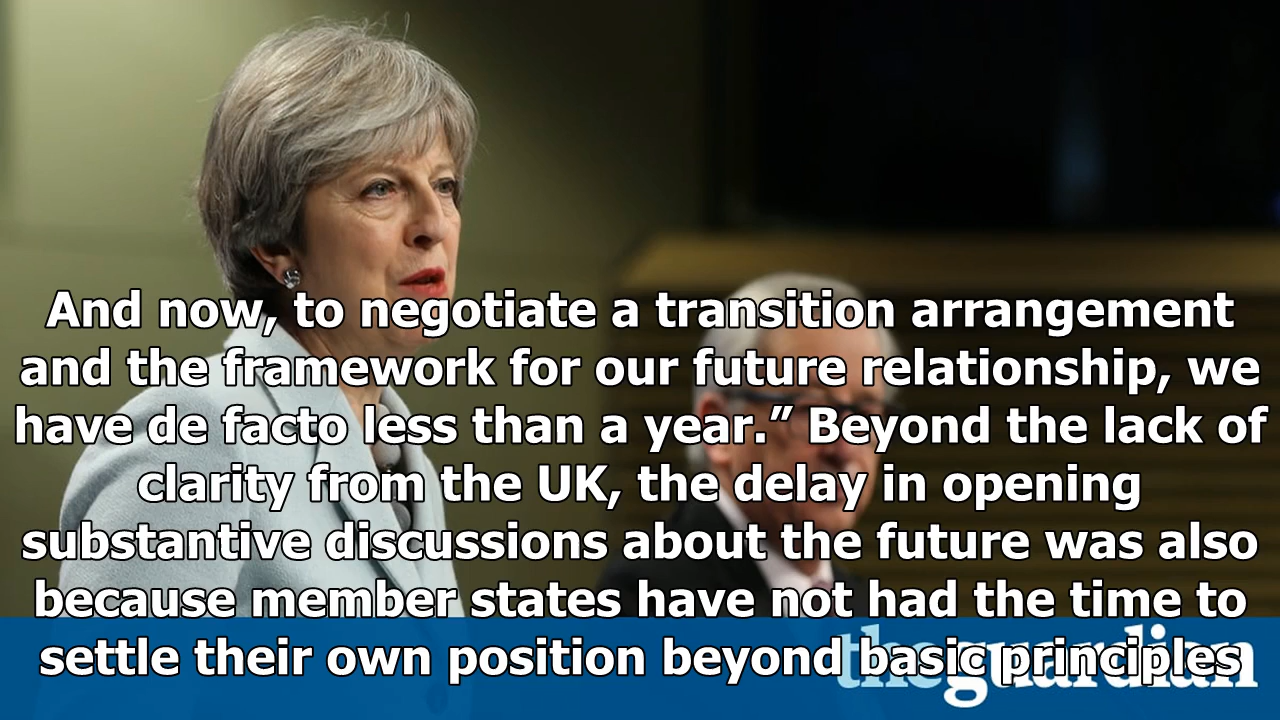 And now, to negotiate a transition arrangement
and the framework for our future relationship, we
have de facto less than a year.” Beyond the lack of
clarity from the UK, the delay in opening
substantive discussions about the future was also
because member states have not had the time to
settle their own position beyond basic principles
theguardian